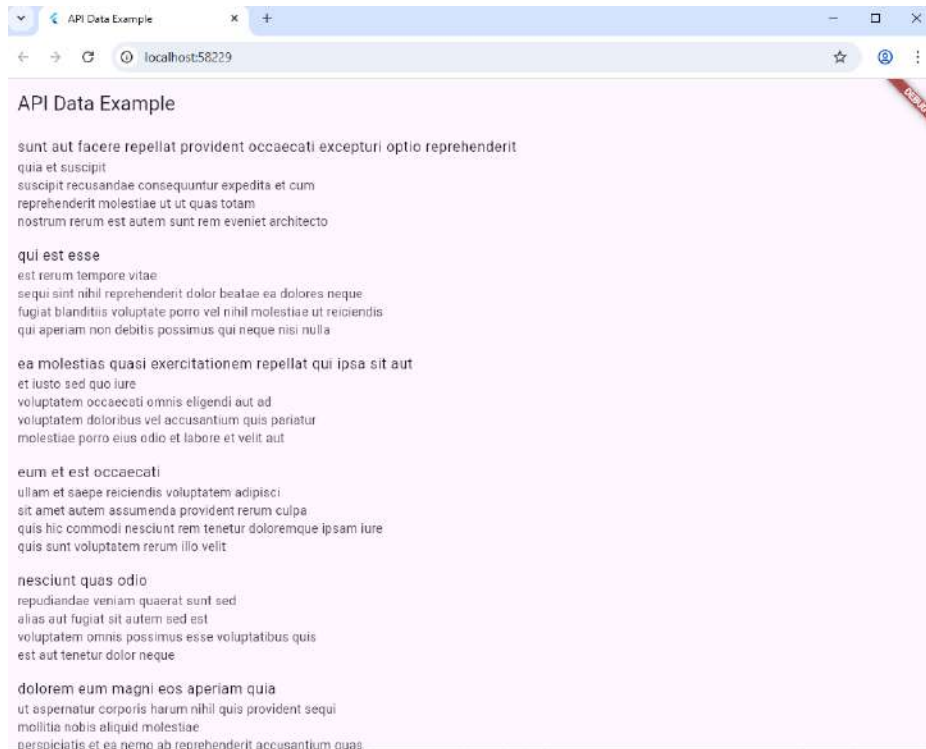 API Data Example
localhost:58229
API Data Example
DEBUG
sunt aut facere repellat provident occaecati excepturi optio reprehenderit
quia et suscipit
suscipit recusandae consequuntur expedita et cum
reprehenderit molestiae ut ut quas totam
nostrum rerum est autem sunt rem eveniet architecto
qui est esse
est rerum tempore vitae
sequi sint nihil reprehenderit dolor beatae ea dolores neque
fugiat blanditiis voluptate porro vel nihil molestiae ut reiciendis
qui aperiam non debitis possimus qui neque nisi nulla
ea molestias quasi exercitationem repellat qui ipsa sit aut
et iusto sed quo iure
voluptatem occaecati omnis eligendi aut ad
voluptatem doloribus vel accusantium quis pariatur
molestiae porro eius odio et labore et velit aut
eum et est occaecati
ullam et saepe reiciendis voluptatem adipisci
sit amet autem assumenda provident rerum culpa
quis hic commodi nesciunt rem tenetur doloremque ipsam iure
quis sunt voluptatem rerum illo velit
nesciunt quas odio
repudiandae veniam quaerat sunt sed
alias aut fugiat sit autem sed est
voluptatem omnis possimus esse voluptatibus quis
est aut tenetur dolor neque
dolorem eum magni eos aperiam quia
ut aspernatur corporis harum nihil quis provident sequi
mollitia nobis aliquid molestiae
perspiciatis et ea nemo ab reprehenderit accusantium quas